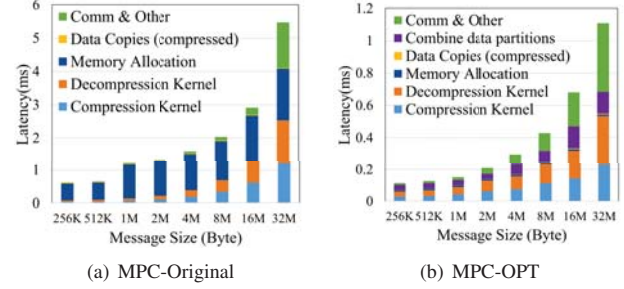 6
5
4
3
2
1
0
Latency(ms)
Comm & Other
Data Copies (compressed)
Memory Allocation
Decompression Kernel
Compression Kernel
256K 512K 1M 2M 4M 8M 16M 32M
Message Size (Byte)
(a) MPC-Original
1.2
1
0.8
0.6
0.4
0.2
0
Latency(ms)
Comm & Other
Combine data partitions
Data Copies (compressed)
Memory Allocation
Decompression Kernel
Compression Kernel
256K 512K 1M 2M 4M 8M 16M 32M
Message Size (Byte)
(b) MPC-OPT